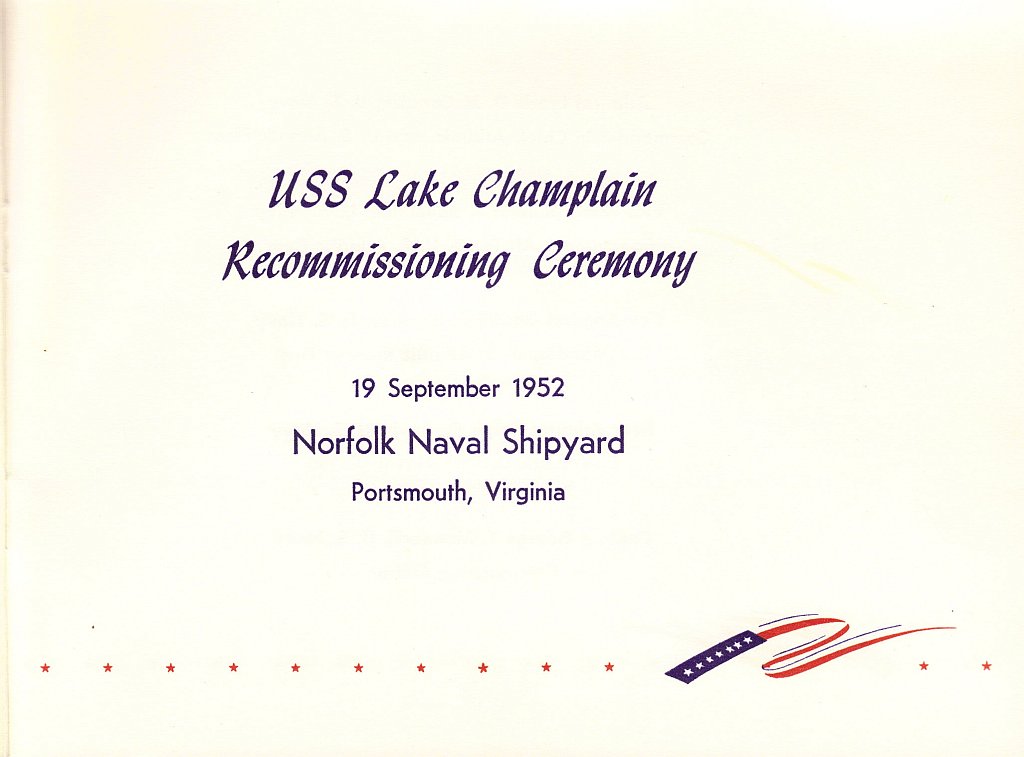 USS Lake Champlain
Recommissioning Ceremony
19 September 1952
Norfolk Naval Shipyard
Portsmouth, Virginia